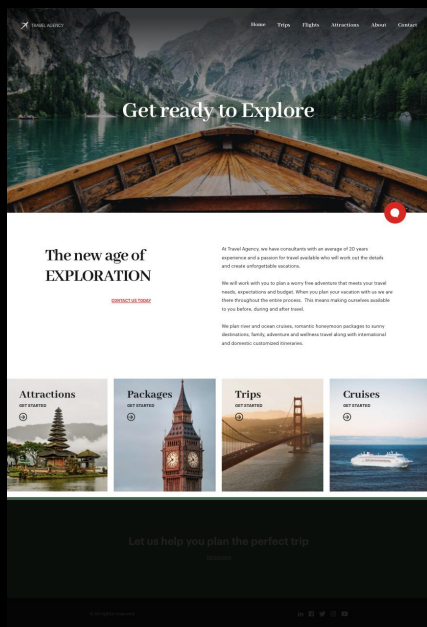 TRAVEL AGENCY
Home Trips Flights Attractions About Contact
Get ready to Explore
The new age of
EXPLORATION
CONTACT US TODAY
At Travel Agency, we have consultants with an average of 20 years
experience and a passion for travel available who will work out the details
and create unforgettable vacations.
We will work with you to plan a worry free adventure that meets your travel
needs, expectations and budget. When you plan your vacation with us we are
there throughout the entire process. This means making ourselves available
to you before, during and after travel.
We plan river and ocean cruises, romantic honeymoon packages to sunny
destinations, family, adventure and wellness travel along with international
and domestic customized itineraries.
Attractions
GET STARTED
Packages
GET STARTED
Trips
GET STARTED
Cruises
GET STARTED
Let us help you plan the perfect trip